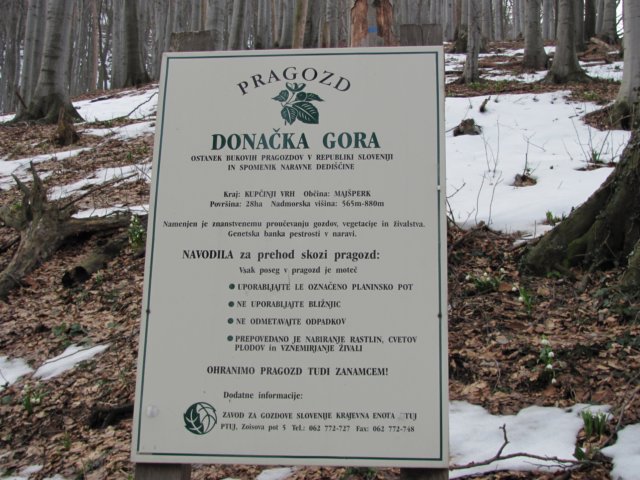 PRAGOZD
DONAČKA GORA
OSTANEK BUKOVIH PRAGOZDOV V REPUBLIKI SLOVENIJI
IN SPOMENIK NARAVNE DEDIŠČINE
Kraj: KUPČINJI VRH Občina: MAJŠPERK
Površina: 28ha Nadmorska višina: 565m-880m
Namenjen je znanstvenemu proučevanju gozdov, vegetacije in živalstva.
Genetska banka pestrosti v naravi.
NAVODILA za prehod skozi pragozd:
Vsak poseg v pragozd je moteč
● UPORABLJAJTE LE OZNAČENO PLANINSKO POT
● NE UPORABLJAJTE BLIŽNJIC
● NE ODMETAVAJTE ODPADKOV
● PREPOVEDANO JE NABIRANJE RASTLIN, CVETOV
PLODOV in VZNEMIRJANJE ŽIVALI
OHRANIMO PRAGOZD TUDI ZANAMCEM!
Dodatne informacije:
ZAVOD ZA GOZDOVE SLOVENIJE KRAJEVNA ENOTA PTUJ
PTUJ, Zoisova pot 5 Tel.: 062 772-727 Fax: 062 772-748